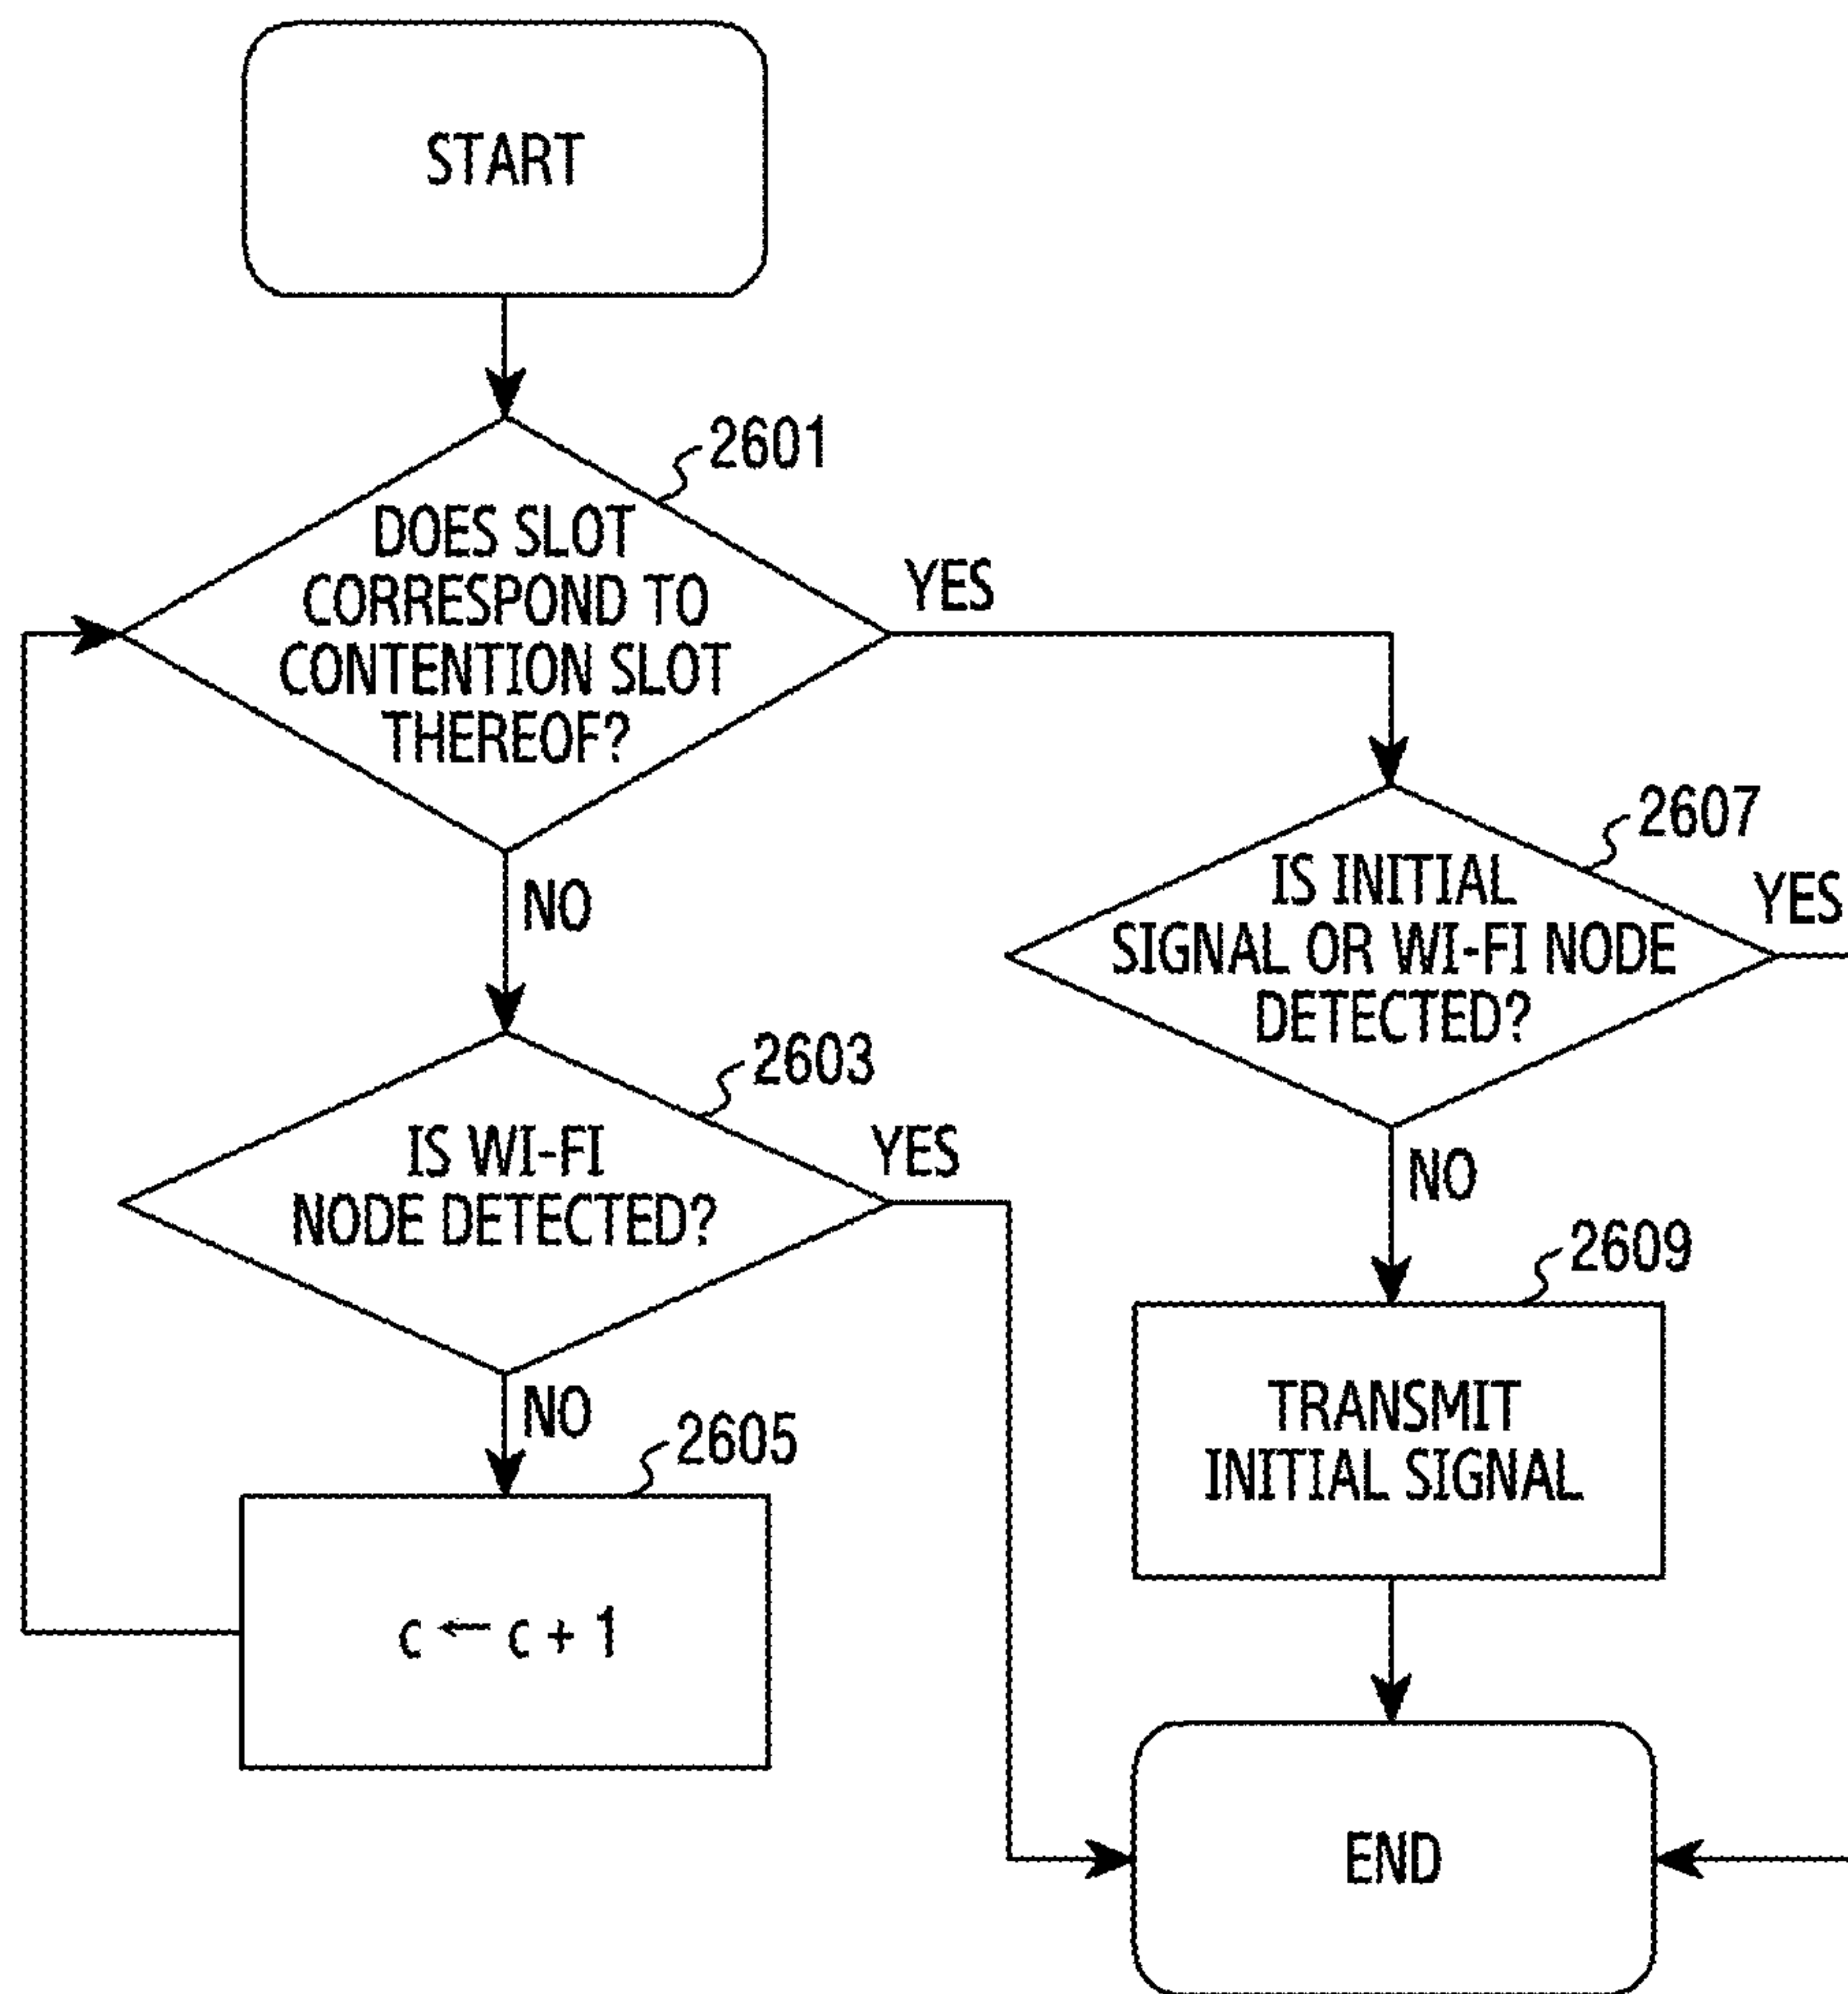 START
2601
DOES SLOT
CORRESPOND TO
CONTENTION SLOT
THEREOF?
YES
NO
2603
IS WI-FI
NODE DETECTED?
YES
NO
2605
c ← c + 1
2607
IS INITIAL
SIGNAL OR WI-FI NODE
DETECTED?
YES
NO
2609
TRANSMIT
INITIAL SIGNAL
END